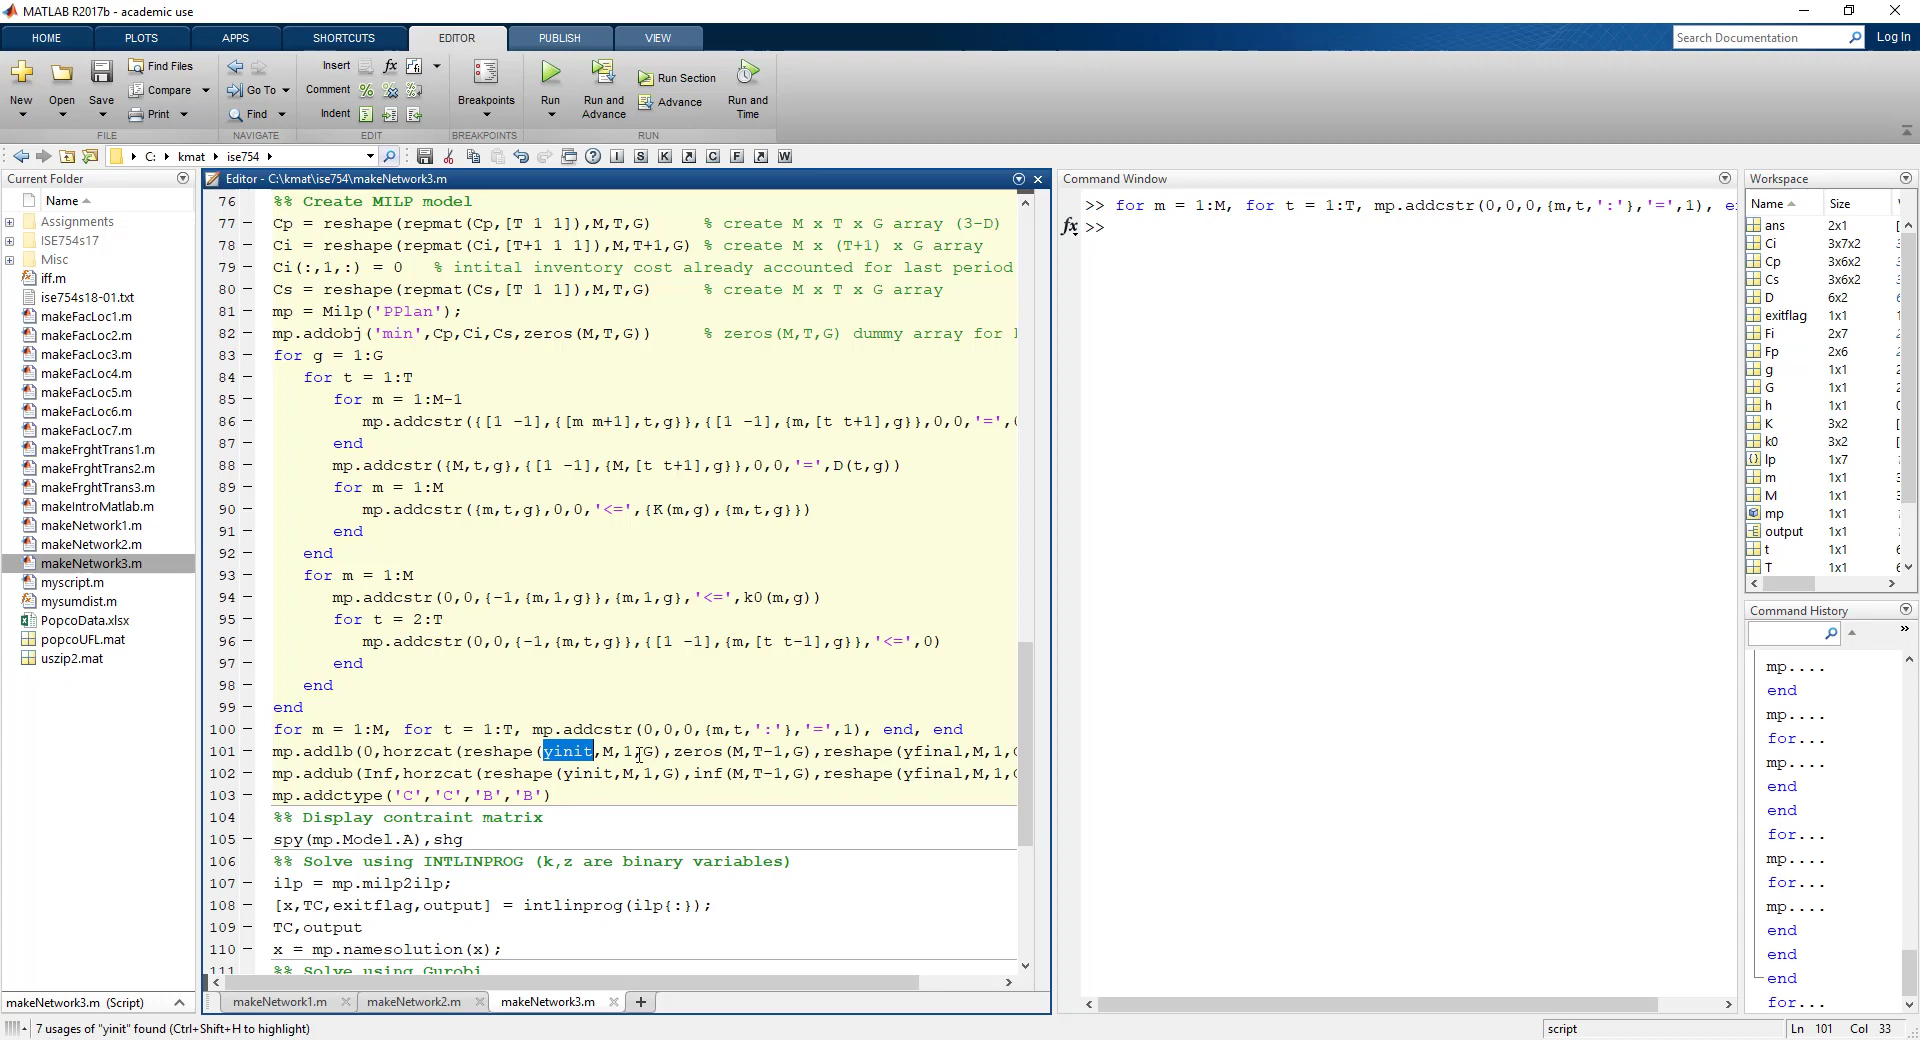 MATLAB R2017b - academic use
HOME PLOTS APPS SHORTCUTS EDITOR PUBLISH VIEW
Search Documentation Log In
New Open Save Find Files Compare Print
Go To Find
Insert fx
Comment
Indent
Breakpoints Run Run and Advance Run Section Advance Run and Time
FILE NAVIGATE EDIT BREAKPOINTS RUN
C: kmat ise754
I S K C F W
Current Folder
Name
Assignments
ISE754s17
Misc
iff.m
ise754s18-01.txt
makeFacLoc1.m
makeFacLoc2.m
makeFacLoc3.m
makeFacLoc4.m
makeFacLoc5.m
makeFacLoc6.m
makeFacLoc7.m
makeFrghtTrans1.m
makeFrghtTrans2.m
makeFrghtTrans3.m
makeIntroMatlab.m
makeNetwork1.m
makeNetwork2.m
makeNetwork3.m
myscript.m
mysumdist.m
PopcoData.xlsx
popcoUFL.mat
uszip2.mat
makeNetwork3.m (Script)
Editor - C:\kmat\ise754\makeNetwork3.m
76 %% Create MILP model
77 Cp = reshape(repmat(Cp,[T 1 1]),M,T,G) % create M x T x G array (3-D)
78 Ci = reshape(repmat(Ci,[T+1 1 1]),M,T+1,G) % create M x (T+1) x G array
79 Ci(:,1,:) = 0 % intital inventory cost already accounted for last period
80 Cs = reshape(repmat(Cs,[T 1 1]),M,T,G) % create M x T x G array
81 mp = Milp('PPlan');
82 mp.addobj('min',Cp,Ci,Cs,zeros(M,T,G)) % zeros(M,T,G) dummy array for
83 for g = 1:G
84 for t = 1:T
85 for m = 1:M-1
86 mp.addcstr({[1 -1],{[m m+1],t,g}},{[1 -1],{m,[t t+1],g}},0,0,'=',
87 end
88 mp.addcstr({M,t,g},{[1 -1],{M,[t t+1],g}},0,0,'=',D(t,g))
89 for m = 1:M
90 mp.addcstr({m,t,g},0,0,'<=',{K(m,g),{m,t,g}})
91 end
92 end
93 for m = 1:M
94 mp.addcstr(0,0,{-1,{m,1,g}},{m,1,g},'<=',k0(m,g))
95 for t = 2:T
96 mp.addcstr(0,0,{-1,{m,t,g}},{[1 -1],{m,[t t-1],g}},'<=',0)
97 end
98 end
99 end
100 for m = 1:M, for t = 1:T, mp.addcstr(0,0,0,{m,t,':'},'=',1), end, end
101 mp.addlb(0,horzcat(reshape(yinit,M,1,G),zeros(M,T-1,G),reshape(yfinal,M,1,
102 mp.addub(Inf,horzcat(reshape(yinit,M,1,G),inf(M,T-1,G),reshape(yfinal,M,1,
103 mp.addctype('C','C','B','B')
104 %% Display contraint matrix
105 spy(mp.Model.A),shg
106 %% Solve using INTLINPROG (k,z are binary variables)
107 ilp = mp.milp2ilp;
108 [x,TC,exitflag,output] = intlinprog(ilp{:});
109 TC,output
110 x = mp.namesolution(x);
111 %% Solve using Gurobi
makeNetwork1.m makeNetwork2.m makeNetwork3.m
Command Window
>> for m = 1:M, for t = 1:T, mp.addcstr(0,0,0,{m,t,':'},'=',1),
fx >>
Workspace
Name Size
ans 2x1
Ci 3x7x2
Cp 3x6x2
Cs 3x6x2
D 6x2
exitflag 1x1
Fi 2x7
Fp 2x6
g 1x1
G 1x1
h 1x1
K 3x2
k0 3x2
lp 1x7
m 1x1
M 1x1
mp 1x1
output 1x1
t 1x1
T 1x1
Command History
mp....
end
mp....
for...
mp....
end
end
for...
mp....
for...
mp....
end
end
end
for...
7 usages of "yinit" found (Ctrl+Shift+H to highlight)
script Ln 101 Col 33